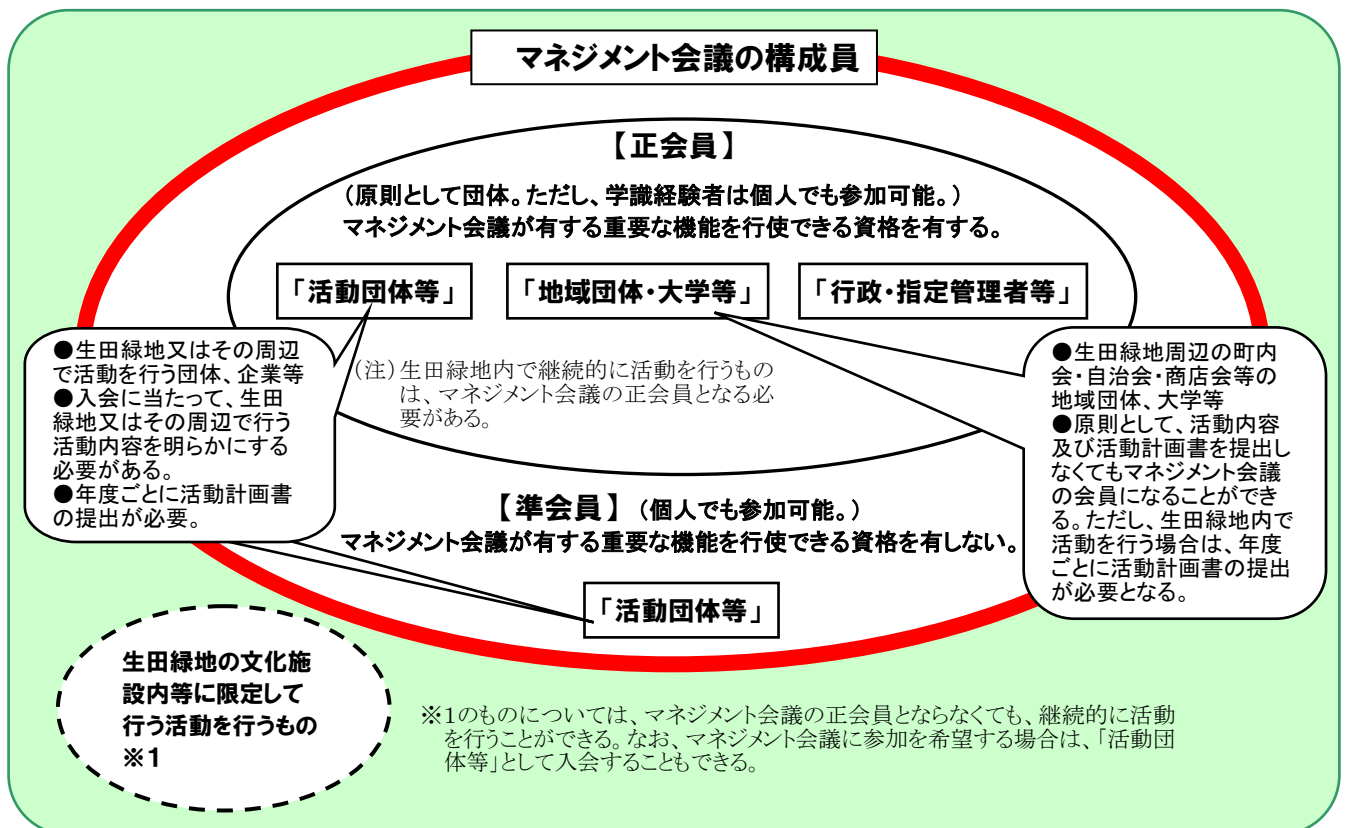 マネジメント会議の構成員
【正会員】
（原則として団体。ただし、学識経験者は個人でも参加可能。）
マネジメント会議が有する重要な機能を行使できる資格を有する。
「活動団体等」
「地域団体・大学等」
「行政・指定管理者等」
●生田緑地又はその周辺
で活動を行う団体、企業等
●入会に当たって、生田
緑地又はその周辺で行う
活動内容を明らかにする
必要がある。
●年度ごとに活動計画書
の提出が必要。
（注）生田緑地内で継続的に活動を行うもの
は、マネジメント会議の正会員となる必
要がある。
●生田緑地周辺の町内
会・自治会・商店会等の
地域団体、大学等
●原則として、活動内容
及び活動計画書を提出し
なくてもマネジメント会議
の会員になることができ
る。ただし、生田緑地内で
活動を行う場合は、年度
ごとに活動計画書の提出
が必要となる。
【準会員】（個人でも参加可能。）
マネジメント会議が有する重要な機能を行使できる資格を有しない。
「活動団体等」
生田緑地の文化施
設内等に限定して
行う活動を行うもの
※1
※1のものについては、マネジメント会議の正会員とならなくても、継続的に活動
を行うことができる。なお、マネジメント会議に参加を希望する場合は、「活動団
体等」として入会することもできる。